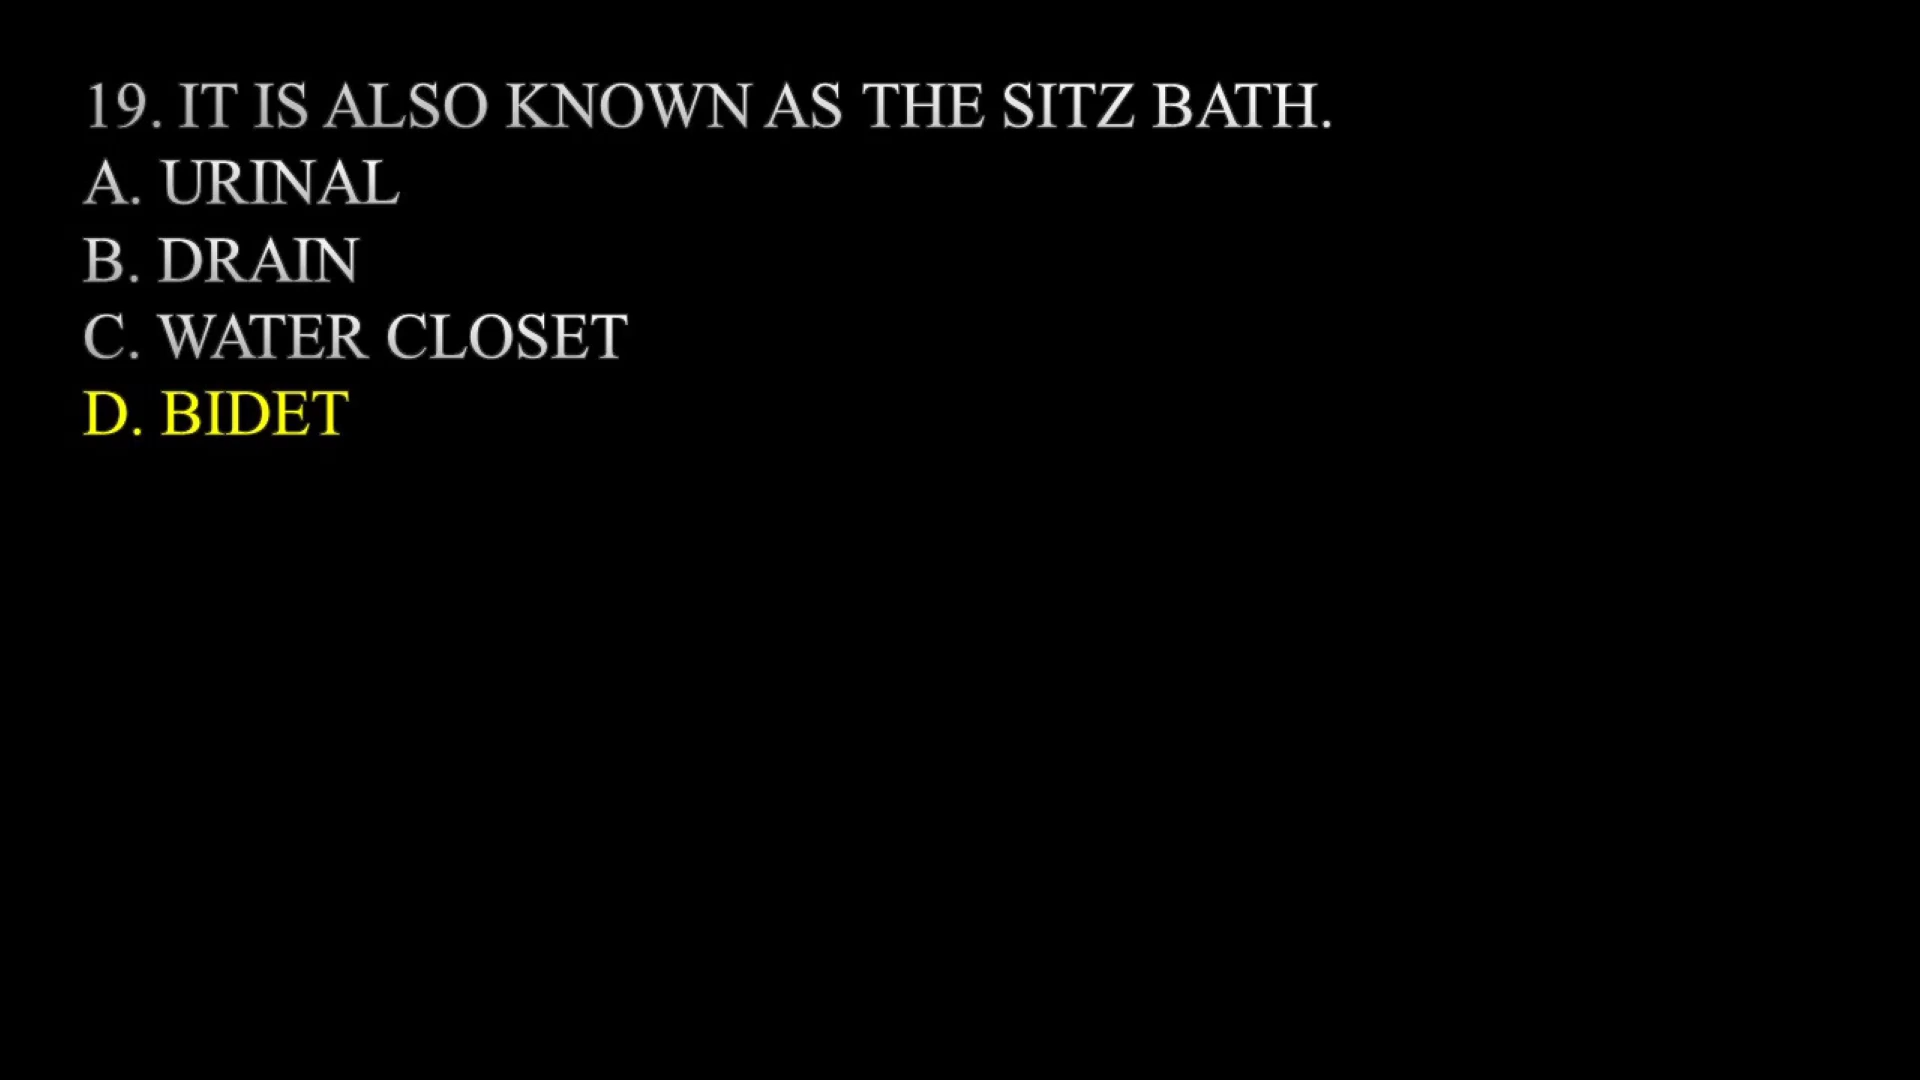 19. IT IS ALSO KNOWN AS THE SITZ BATH.
A. URINAL
B. DRAIN
C. WATER CLOSET
D. BIDET